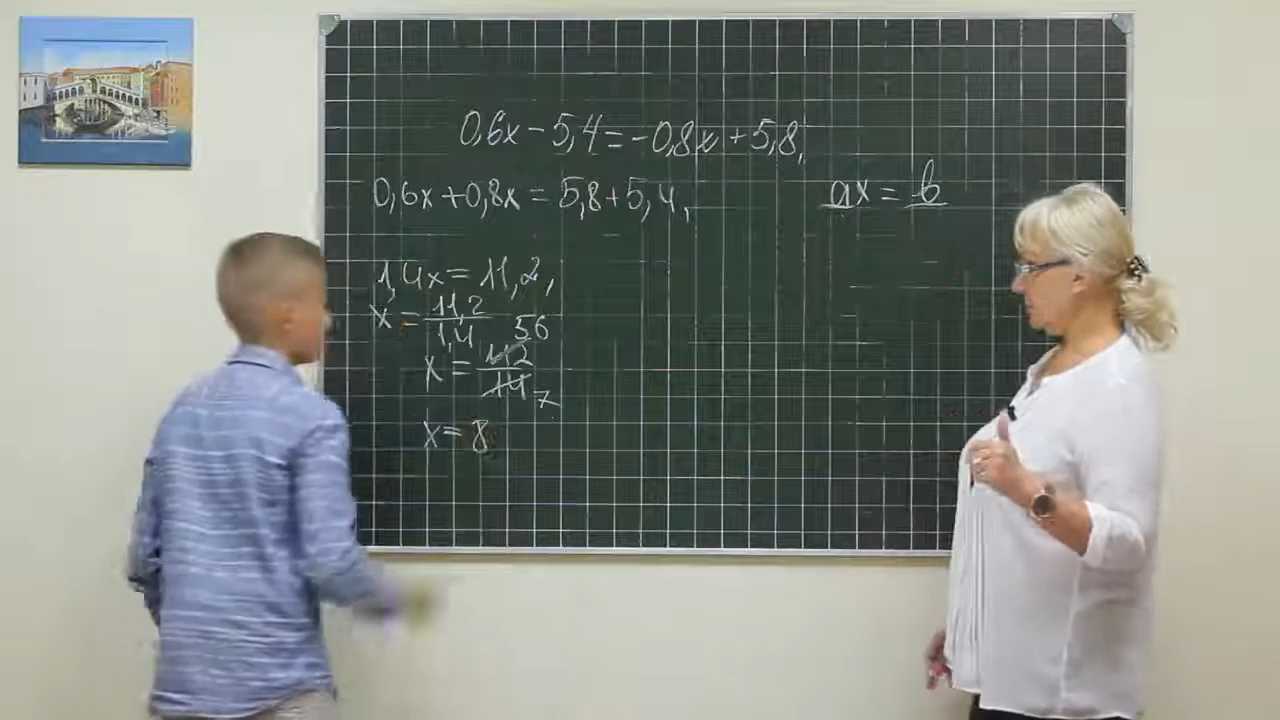 0,6x - 5,4 = -0,8x + 5,8,
0,6x + 0,8x = 5,8 + 5,4,
ax = b
1,4x = 11,2,
x = 11,2/1,4
56
x = 112/14
7
x = 8